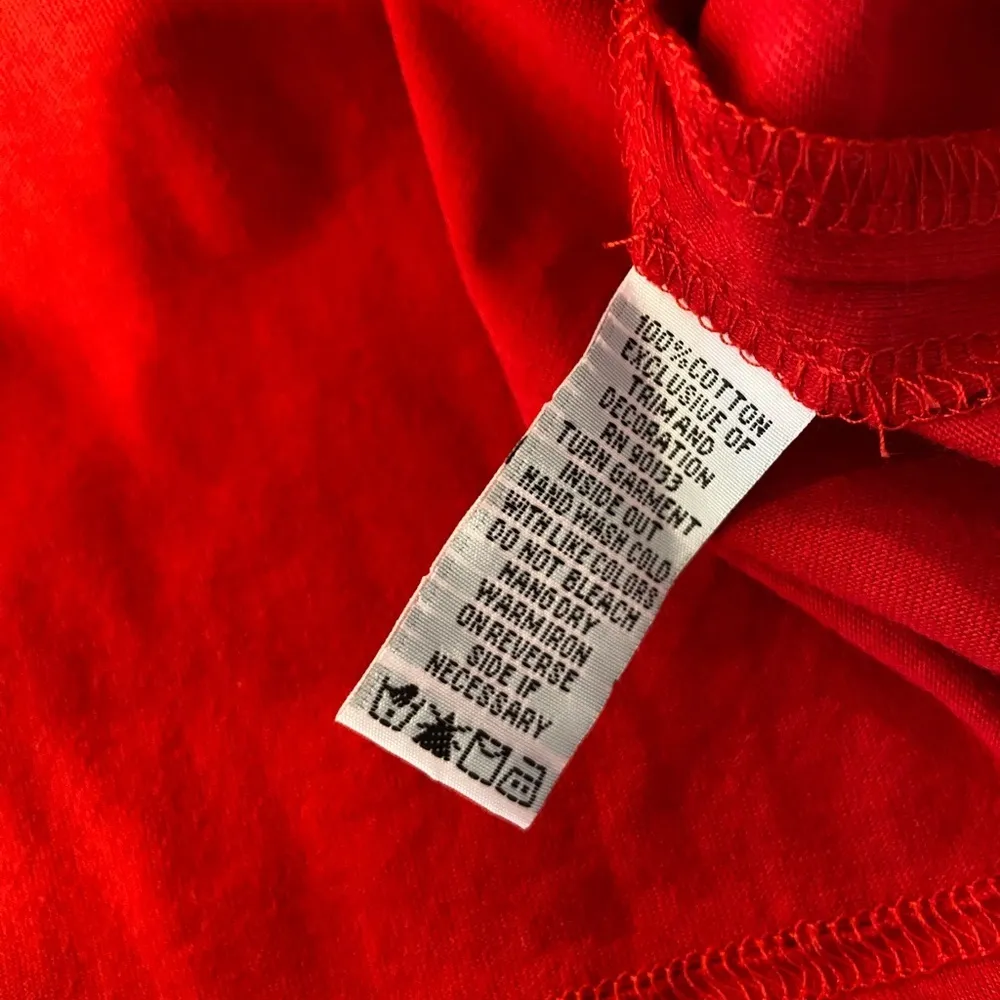 100%COTTON
EXCLUSIVE OF
TRIM AND
DECORATION
RN 90133
TURN GARMENT
INSIDE OUT
HAND WASH COLD
WITH LIKE COLORS
DO NOT BLEACH
HANG DRY
WARM IRON
ON REVERSE
SIDE IF
NECESSARY